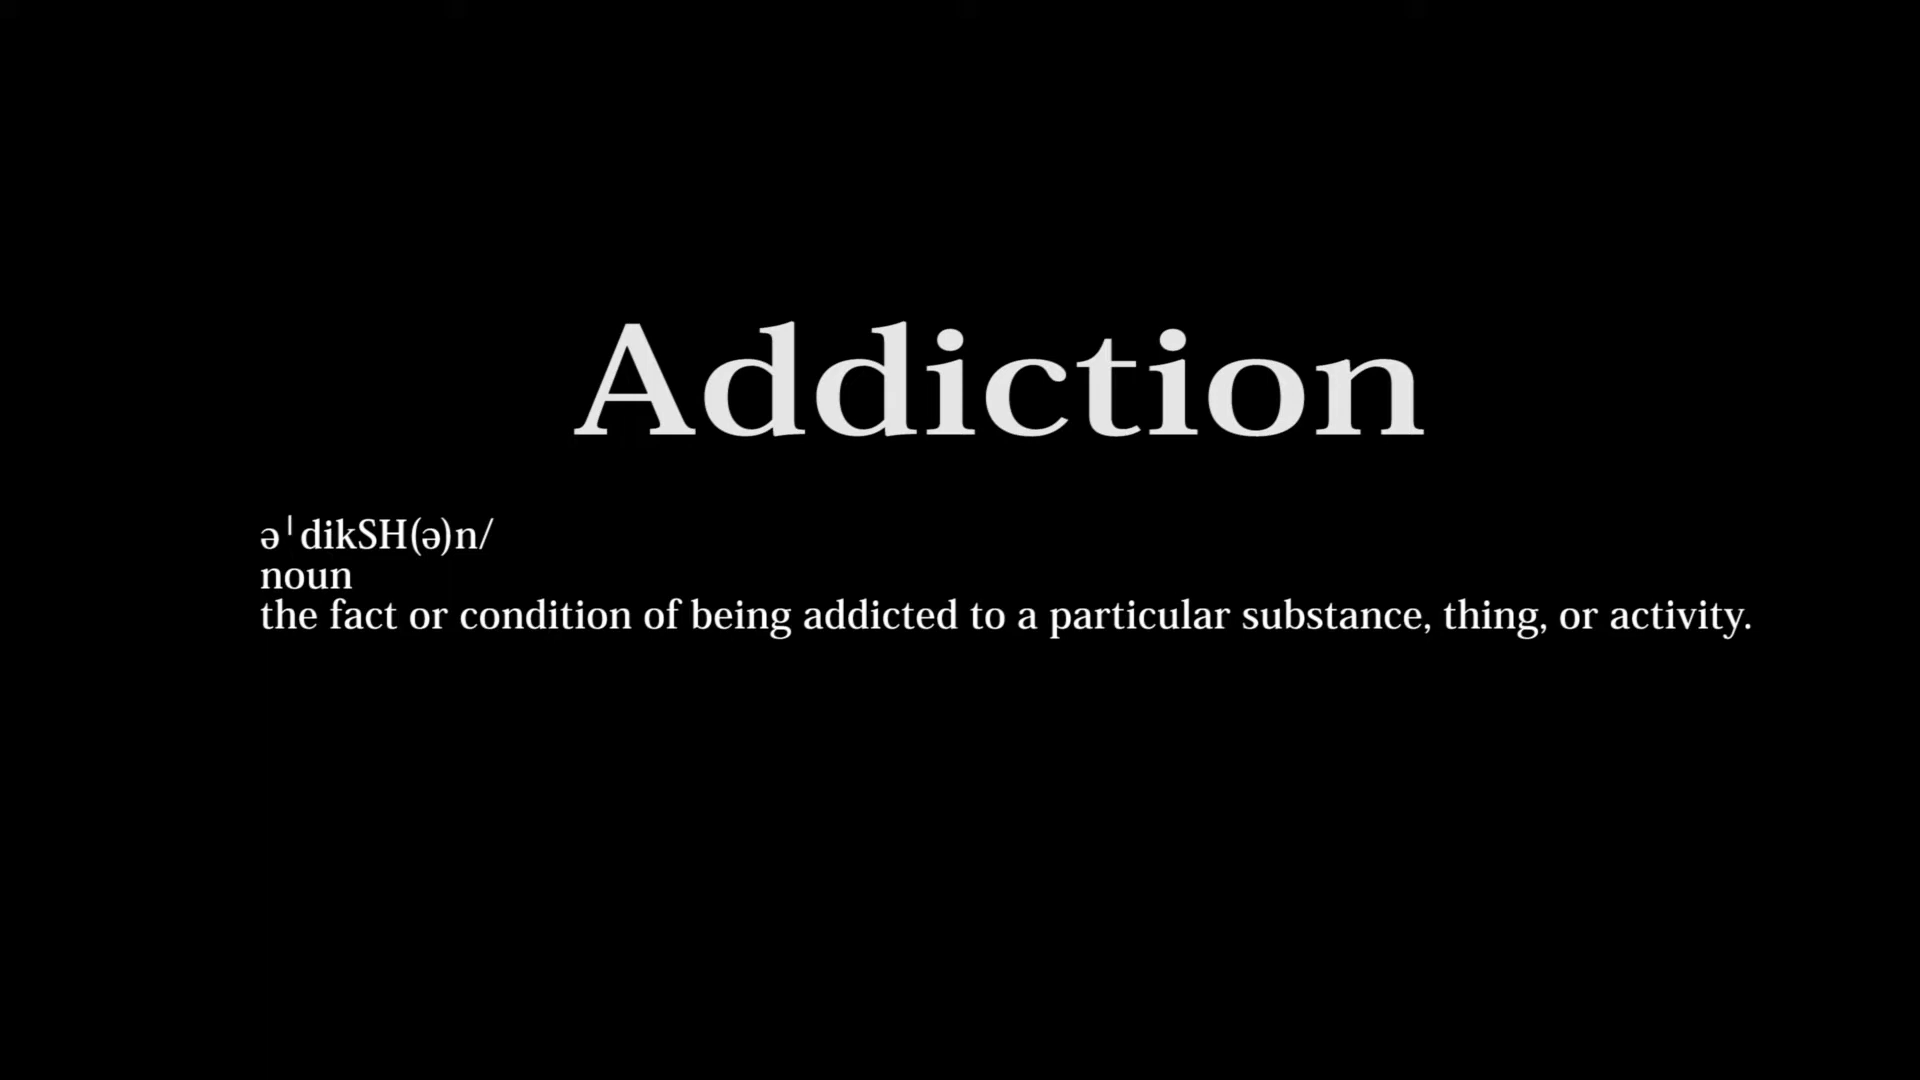 Addiction
əˈdikSH(ə)n/
noun
the fact or condition of being addicted to a particular substance, thing, or activity.